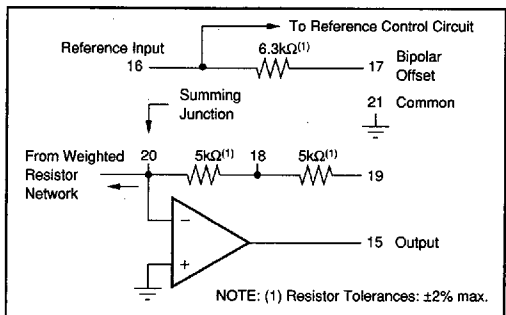 To Reference Control Circuit
Reference Input
6.3kΩ(1)
16
17
Bipolar
Offset
Summing
Junction
21
Common
From Weighted
Resistor
Network
20
5kΩ(1)
18
5kΩ(1)
19
−
+
15
Output
NOTE: (1) Resistor Tolerances: ±2% max.